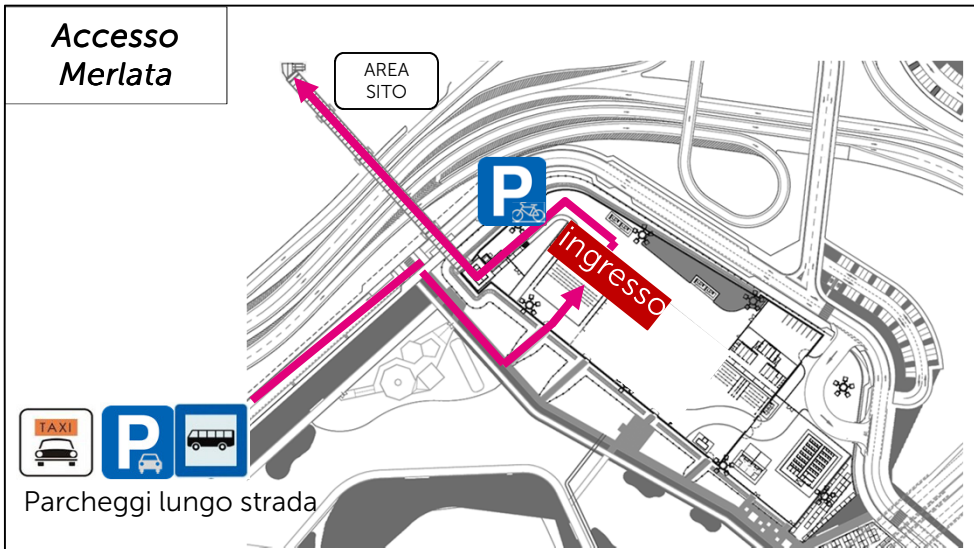 Accesso
Merlata
AREA
SITO
P
ingresso
TAXI
P
Parcheggi lungo strada